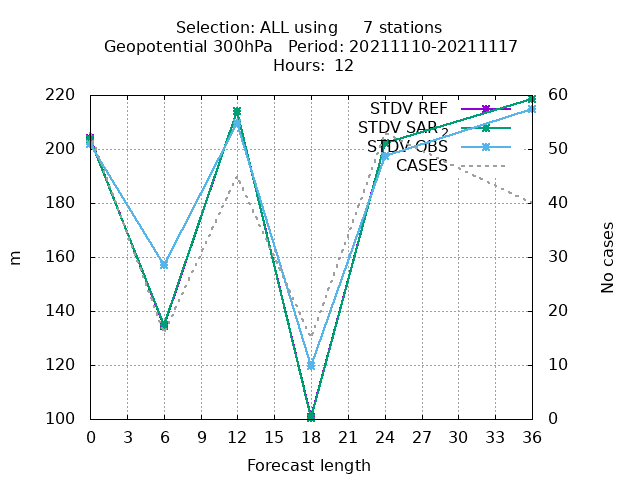 Selection: ALL using     7 stations
Geopotential 300hPa   Period: 20211110-20211117
Hours: 12
220 60
STDV REF
STDV SAR_2
200 50
STDV OBS
CASES
180 40
160 30
m
No cases
140 20
120 10
100 0
0 3 6 9 12 15 18 21 24 27 30 33 36
Forecast length